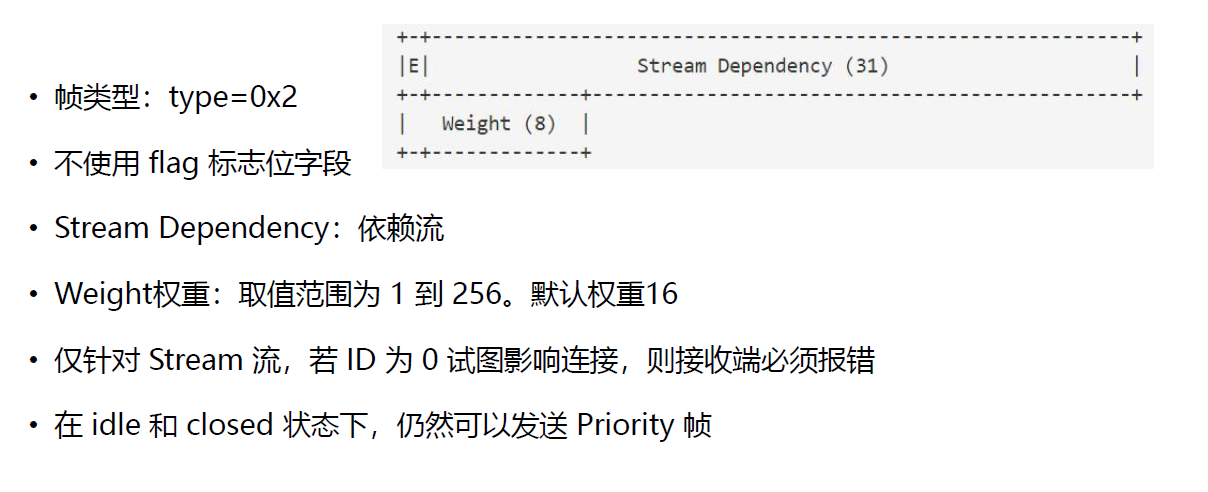 +-+-------------------------------------------------------------+
|E|                  Stream Dependency (31)                     |
+-+-------------+-----------------------------------------------+
|   Weight (8)  |
+-+-------------+
• 帧类型：type=0x2
• 不使用 flag 标志位字段
• Stream Dependency：依赖流
• Weight权重：取值范围为 1 到 256。默认权重16
• 仅针对 Stream 流，若 ID 为 0 试图影响连接，则接收端必须报错
• 在 idle 和 closed 状态下，仍然可以发送 Priority 帧